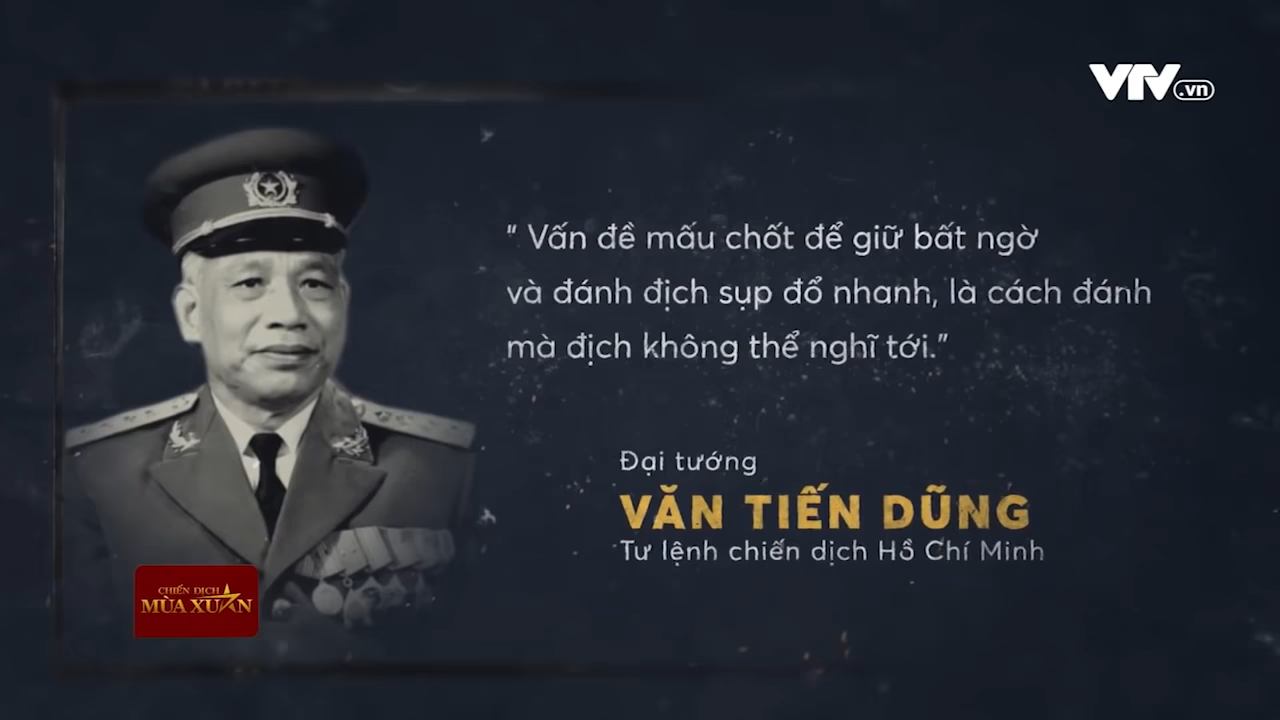 VTV.vn
“ Vấn đề mấu chốt để giữ bất ngờ
và đánh địch sụp đổ nhanh, là cách đánh
mà địch không thể nghĩ tới.”
Đại tướng
VĂN TIẾN DŨNG
Tư lệnh chiến dịch Hồ Chí Minh
CHIẾN DỊCH
MÙA XUÂN